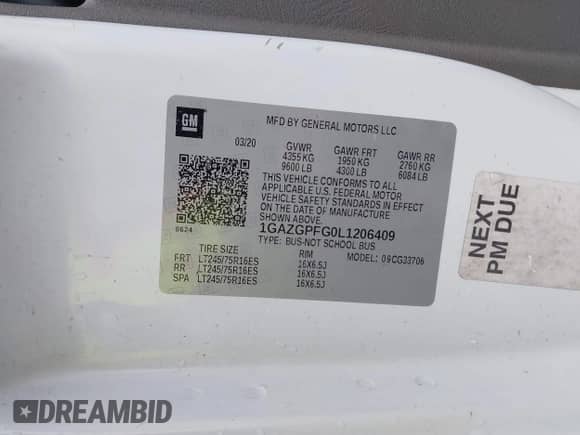 GM
MFD BY GENERAL MOTORS LLC
03/20
GVWR GAWR FRT GAWR RR
4355 KG 1950 KG 2760 KG
9600 LB 4300 LB 6084 LB
THIS VEHICLE CONFORMS TO ALL
APPLICABLE U.S. FEDERAL MOTOR
VEHICLE SAFETY STANDARDS IN EFFECT
ON THE DATE OF MANUFACTURE
SHOWN ABOVE.
0624
1GAZGPFG0L1206409
TYPE: BUS-NOT SCHOOL BUS
MODEL: 09CG33706
TIRE SIZE RIM
FRT LT245/75R16ES 16X6.5J
RR LT245/75R16ES 16X6.5J
SPA LT245/75R16ES 16X6.5J
NEXT
PM DUE
DREAMBID